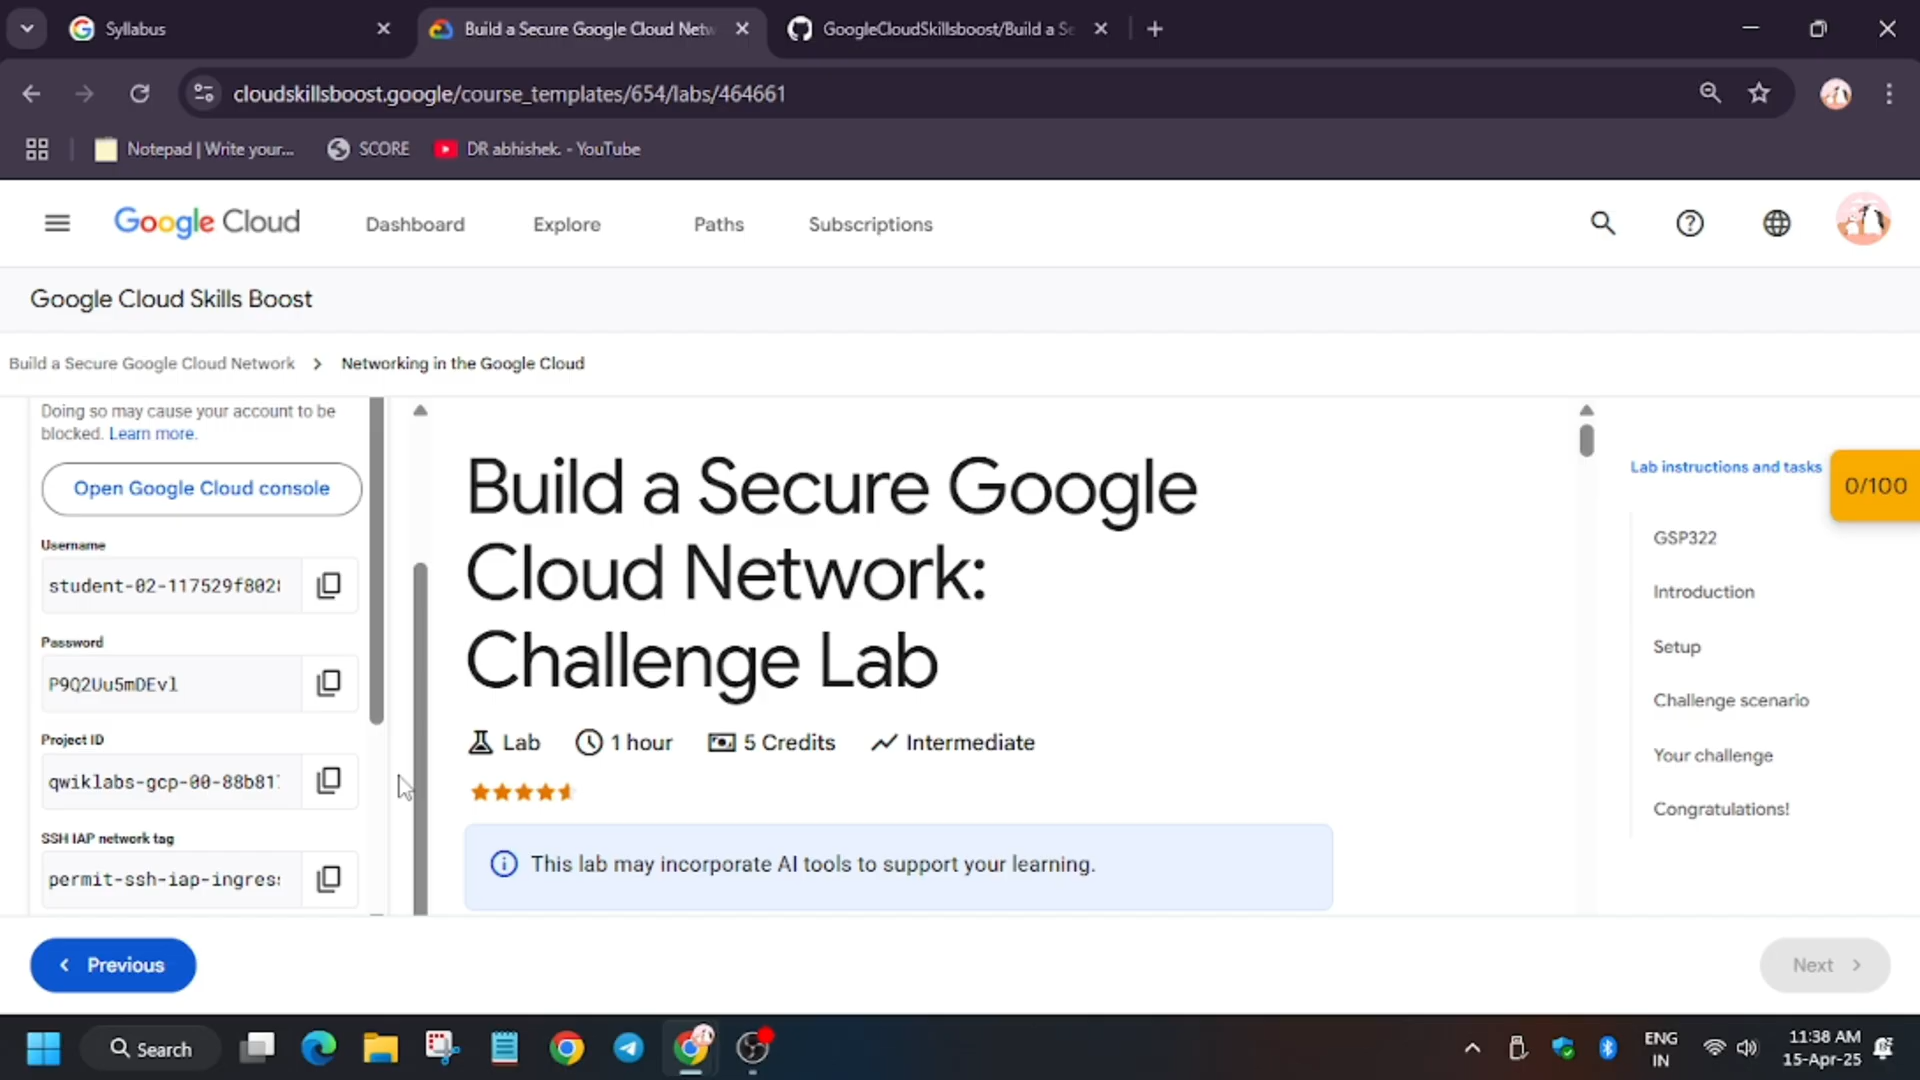 Syllabus
Build a Secure Google Cloud Netw
GoogleCloudSkillsboost/Build a Se
cloudskillsboost.google/course_templates/654/labs/464661
Notepad | Write your...
SCORE
DR abhishek. - YouTube
Google Cloud
Dashboard
Explore
Paths
Subscriptions
Google Cloud Skills Boost
Build a Secure Google Cloud Network
Networking in the Google Cloud
Doing so may cause your account to be
blocked. Learn more.
Open Google Cloud console
Username
student-02-117529f802
Password
P9Q2Uu5mDEvl
Project ID
qwiklabs-gcp-00-88b81
SSH IAP network tag
permit-ssh-iap-ingres
Build a Secure Google
Cloud Network:
Challenge Lab
Lab
1 hour
5 Credits
Intermediate
This lab may incorporate AI tools to support your learning.
Lab instructions and tasks
0/100
GSP322
Introduction
Setup
Challenge scenario
Your challenge
Congratulations!
Previous
Next
Search
ENG
IN
11:38 AM
15-Apr-25